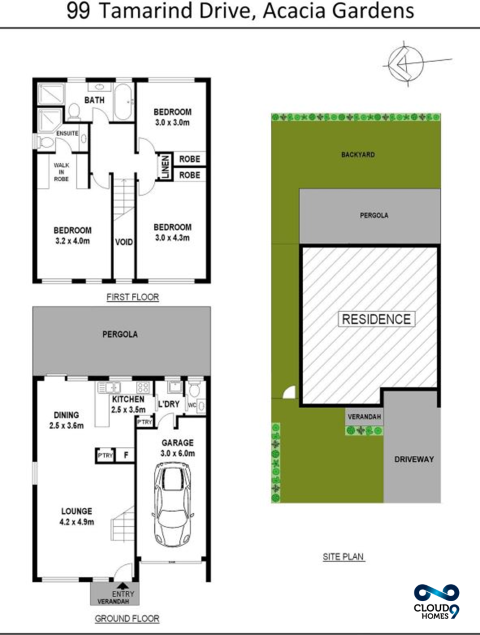 99 Tamarind Drive, Acacia Gardens
BATH
ENSUITE
WALK
IN
ROBE
BEDROOM
3.0 x 3.0m
LINEN
ROBE
ROBE
BEDROOM
3.2 x 4.0m
VOID
BEDROOM
3.0 x 4.3m
FIRST FLOOR
PERGOLA
KITCHEN
2.5 x 3.5m
L'DRY
WC
DINING
2.5 x 3.6m
P'TRY
P'TRY
F
GARAGE
3.0 x 6.0m
LOUNGE
4.2 x 4.9m
ENTRY
VERANDAH
GROUND FLOOR
BACKYARD
PERGOLA
RESIDENCE
VERANDAH
DRIVEWAY
SITE PLAN
CLOUD 9
HOMES